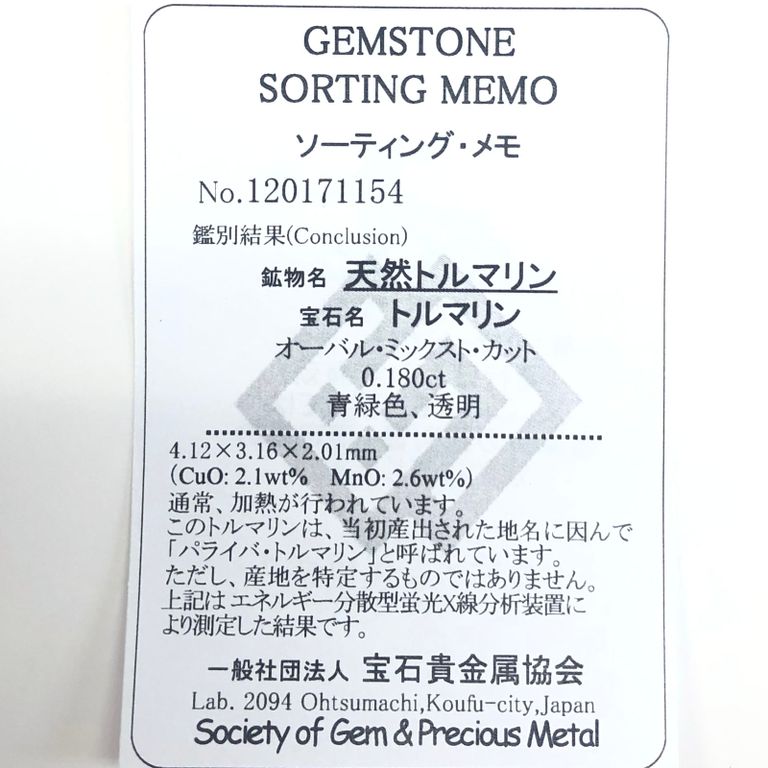 GEMSTONE
SORTING MEMO
ソーティング・メモ
No.120171154
鑑別結果(Conclusion)
鉱物名 天然トルマリン
宝石名 トルマリン
オーバル・ミックスト・カット
0.180ct
青緑色、透明
4.12×3.16×2.01mm
(CuO: 2.1wt% MnO: 2.6wt%)
通常、加熱が行われています。
このトルマリンは、当初産出された地名に因んで
「パライバ・トルマリン」と呼ばれています。
ただし、産地を特定するものではありません。
上記は エネルギー分散型蛍光X線分析装置に
より測定した結果です。
一般社団法人 宝石貴金属協会
Lab. 2094 Ohtsumachi,Koufu-city,Japan
Society of Gem & Precious Metal